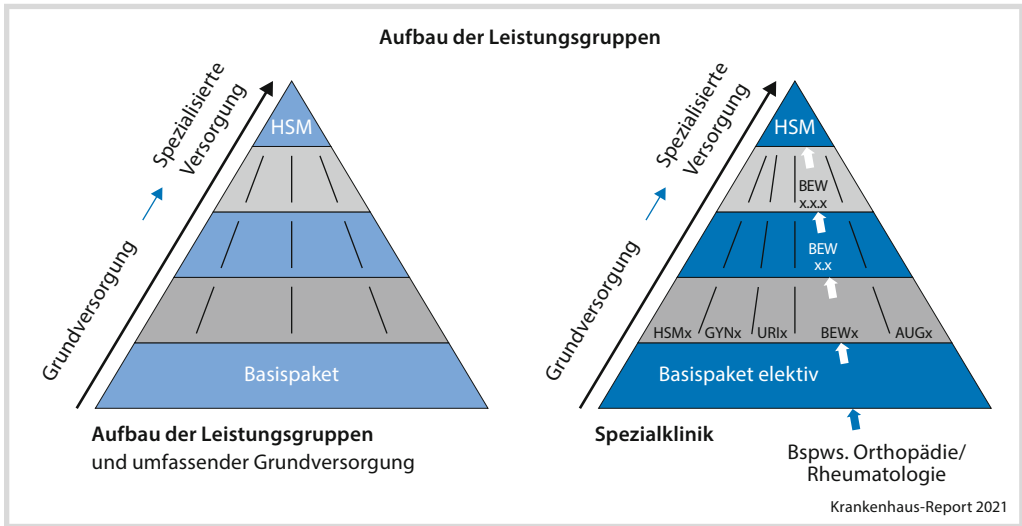 Aufbau der Leistungsgruppen
Grundversorgung
Spezialisierte
Versorgung
HSM
Basispaket
Aufbau der Leistungsgruppen
und umfassender Grundversorgung
Grundversorgung
Spezialisierte
Versorgung
HSM
BEW
x.x.x
BEW
x.x
HSMx GYNx URIx BEWx AUGx
Basispaket elektiv
Spezialklinik
Bspws. Orthopädie/
Rheumatologie
Krankenhaus-Report 2021